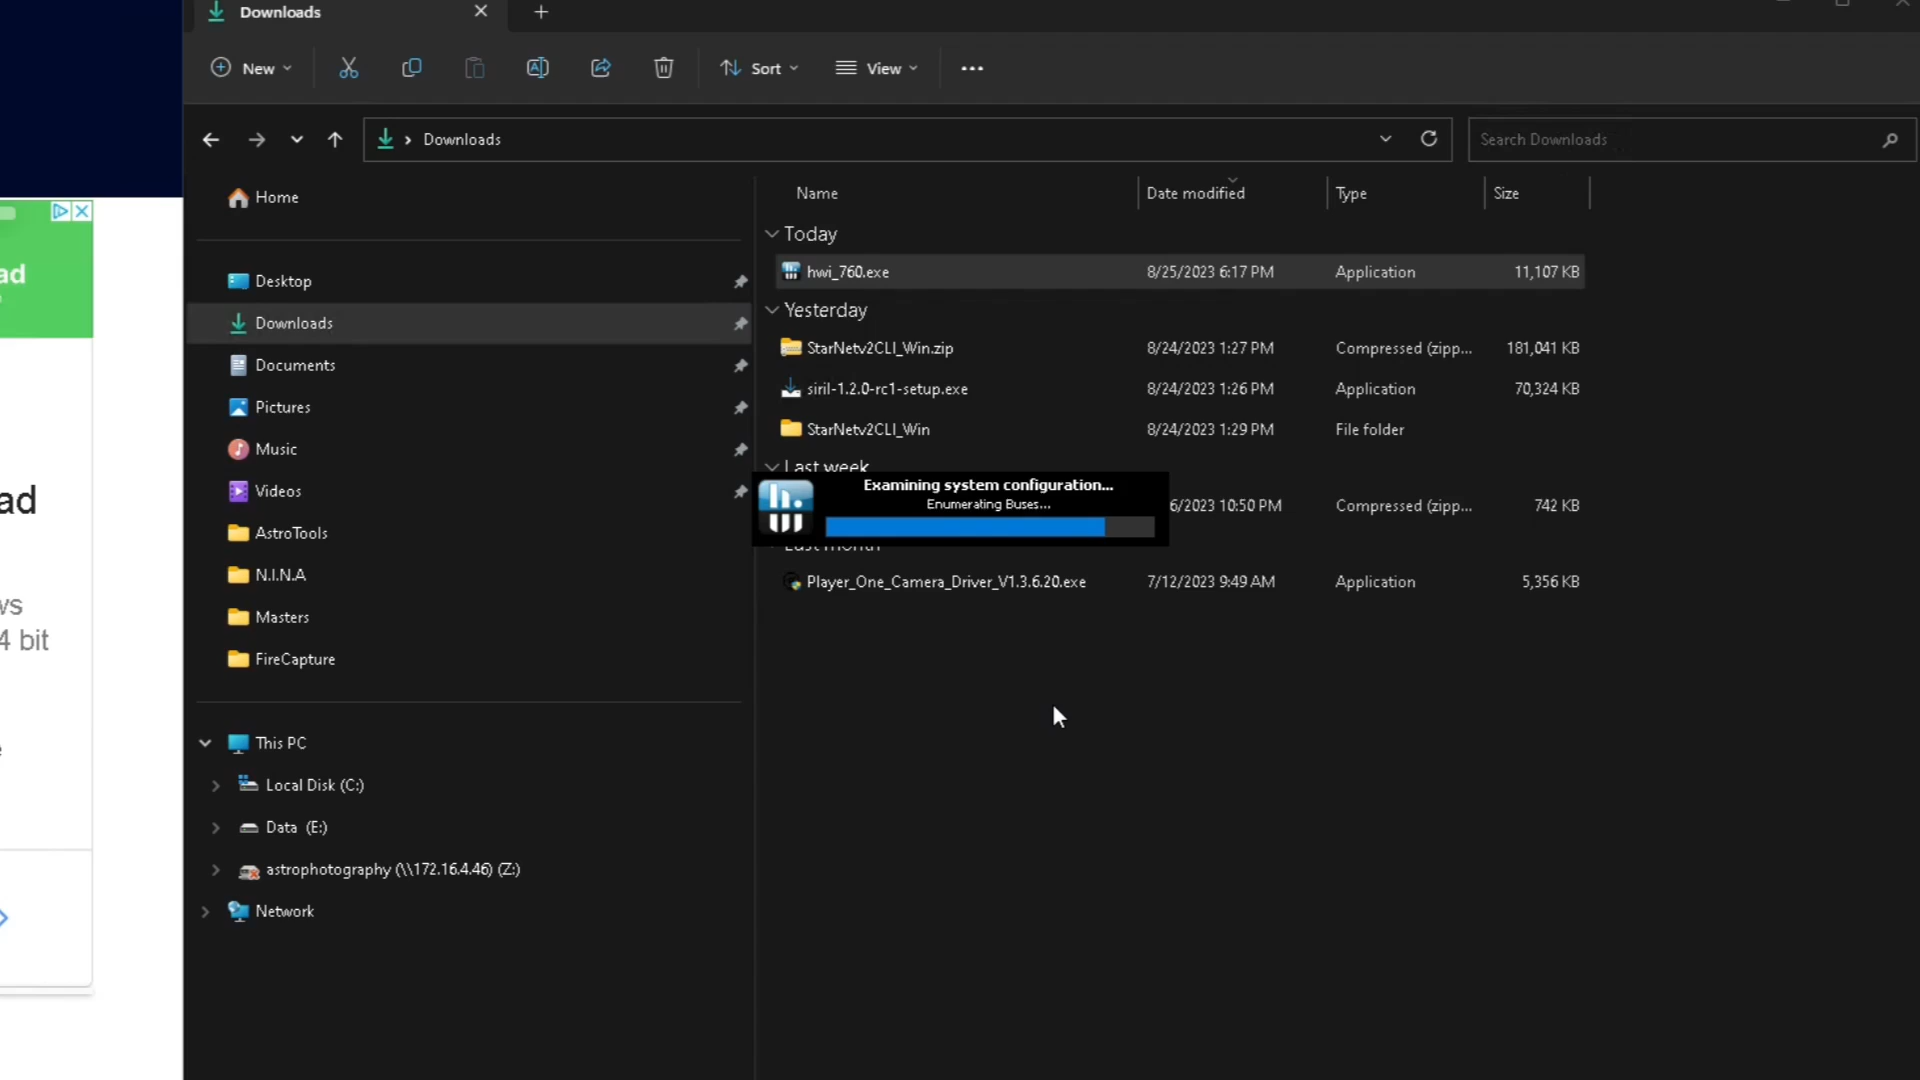 Downloads
New
Sort
View
Downloads
Search Downloads
Home
Desktop
Downloads
Documents
Pictures
Music
Videos
AstroTools
N.I.N.A
Masters
FireCapture
This PC
Local Disk (C:)
Data (E:)
astrophotography (\\172.16.4.46) (Z:)
Network
Name Date modified Type Size
Today
hwi_760.exe 8/25/2023 6:17 PM Application 11,107 KB
Yesterday
StarNetv2CLI_Win.zip 8/24/2023 1:27 PM Compressed (zipp... 181,041 KB
siril-1.2.0-rc1-setup.exe 8/24/2023 1:26 PM Application 70,324 KB
StarNetv2CLI_Win 8/24/2023 1:29 PM File folder
Last week
Examining system configuration...
Enumerating Buses...
6/2023 10:50 PM Compressed (zipp... 742 KB
Last month
Player_One_Camera_Driver_V1.3.6.20.exe 7/12/2023 9:49 AM Application 5,356 KB
ad
ad
ws
4 bit